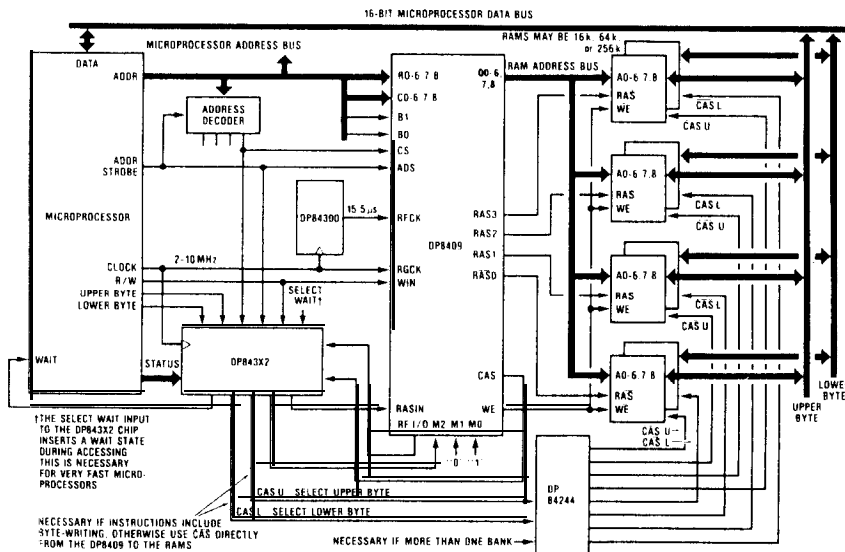 16-BIT MICROPROCESSOR DATA BUS
DATA
MICROPROCESSOR ADDRESS BUS
RAMS MAY BE 16k, 64k,
or 256k
ADDR
ADDRESS
DECODER
ADDR
STROBE
MICROPROCESSOR
CLOCK
2-10 MHz
R/W
UPPER BYTE
LOWER BYTE
SELECT
WAIT†
WAIT
STATUS
DP843X2
DP84300
15.5 µs
R0-6 7 8
C0-6 7 8
B1
B0
CS
ADS
RFCK
RGCK
WIN
RASIN
RF I/O M2 M1 M0
DP8409
00-6,
7,8
RAM ADDRESS BUS
RAS3
RAS2
RAS1
RAS0
CAS
WE
A0-6 7,8
RAS
WE
CAS L
CAS U
A0-6 7,8
RAS
WE
CAS L
CAS U
A0-6 7,8
RAS
WE
CAS L
CAS U
A0-6,7,8
RAS
WE
CAS U
CAS L
UPPER
BYTE
LOWER
BYTE
†THE SELECT WAIT INPUT
TO THE DP843X2 CHIP
INSERTS A WAIT STATE
DURING ACCESSING
THIS IS NECESSARY
FOR VERY FAST MICRO-
PROCESSORS
CAS U SELECT UPPER BYTE
CAS L SELECT LOWER BYTE
DP
84244
NECESSARY IF INSTRUCTIONS INCLUDE
BYTE-WRITING, OTHERWISE USE CAS DIRECTLY
FROM THE DP8409 TO THE RAMS
NECESSARY IF MORE THAN ONE BANK